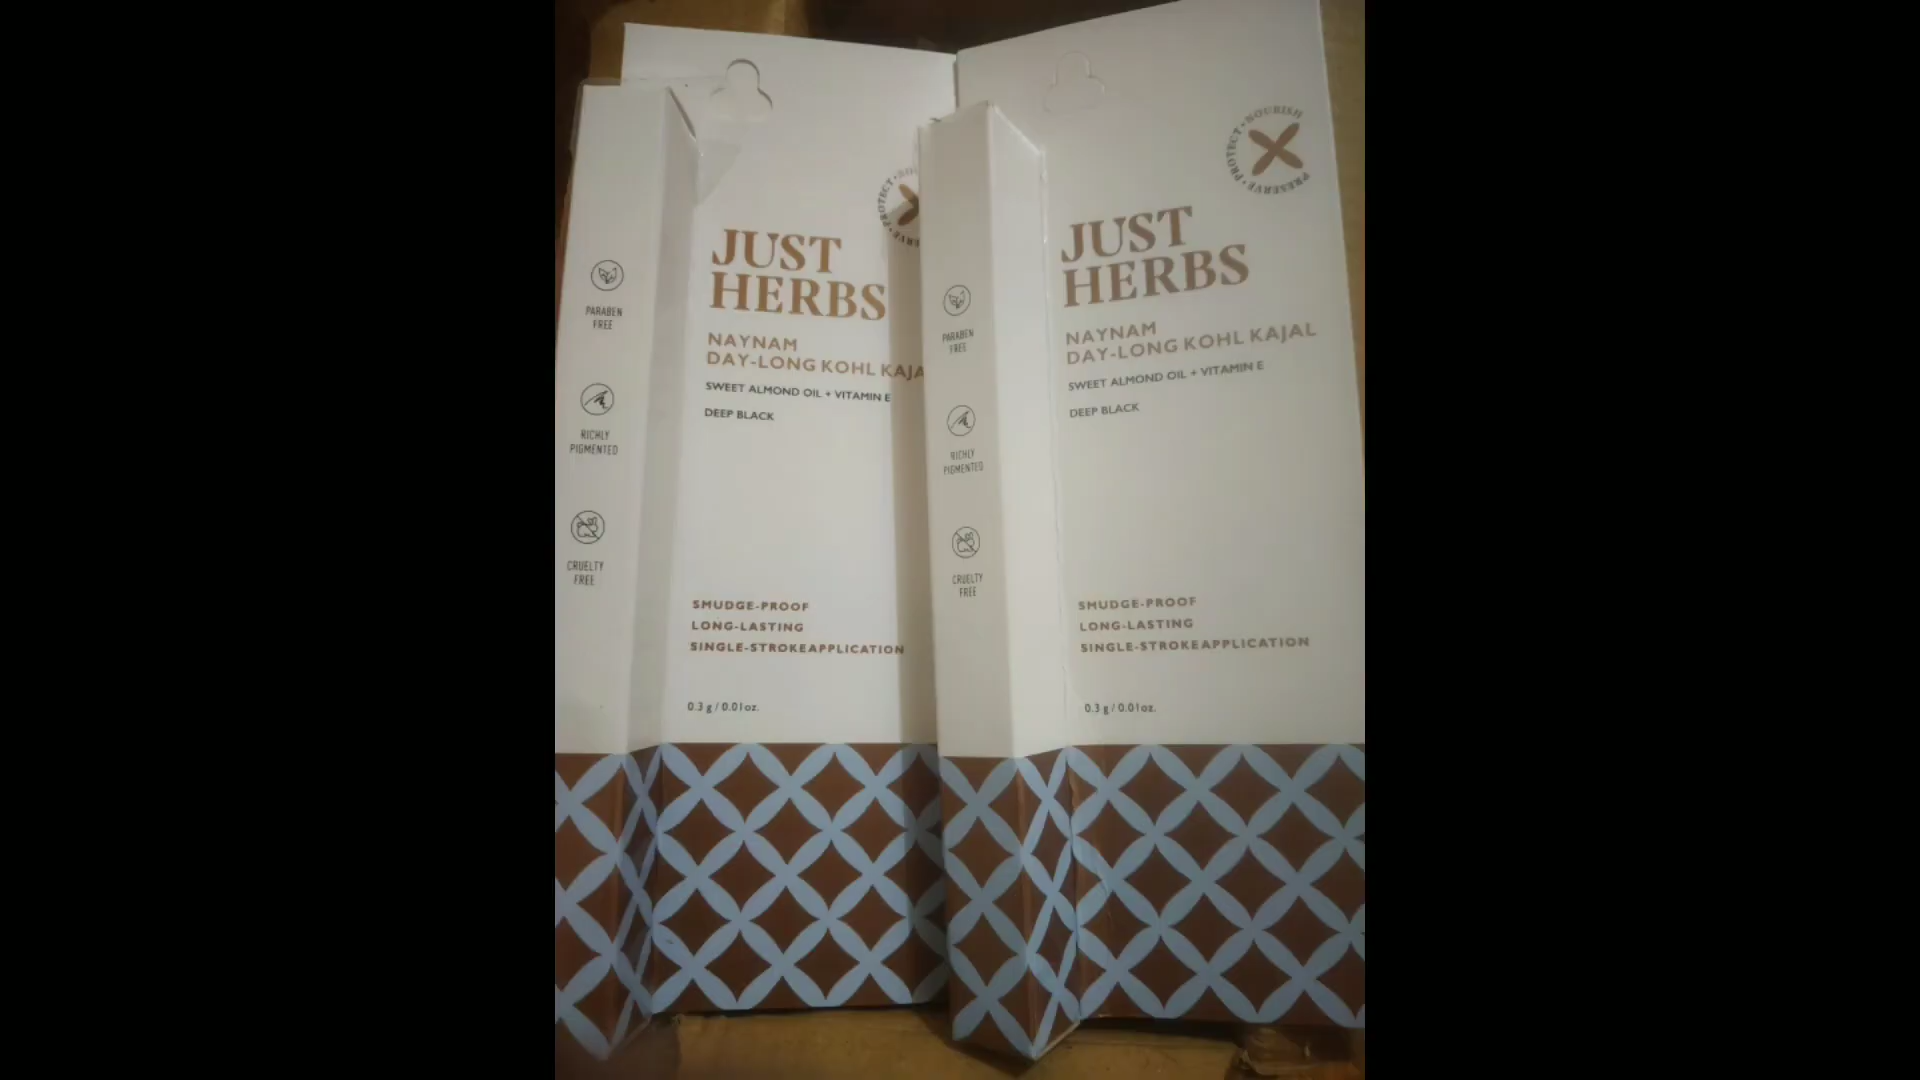 PARABEN
FREE
RICHLY
PIGMENTED
CRUELTY
FREE
JUST
HERBS
NAYNAM
DAY-LONG KOHL KAJA
SWEET ALMOND OIL + VITAMIN E
DEEP BLACK
SMUDGE-PROOF
LONG-LASTING
SINGLE-STROKEAPPLICATION
0.3 g / 0.01oz.
PROTECT
PARABEN
FREE
RICHLY
PIGMENTED
CRUELTY
FREE
PROTECT • NOURISH • PRESERVE •
JUST
HERBS
NAYNAM
DAY-LONG KOHL KAJAL
SWEET ALMOND OIL + VITAMIN E
DEEP BLACK
SMUDGE-PROOF
LONG-LASTING
SINGLE-STROKEAPPLICATION
0.3 g / 0.01oz.